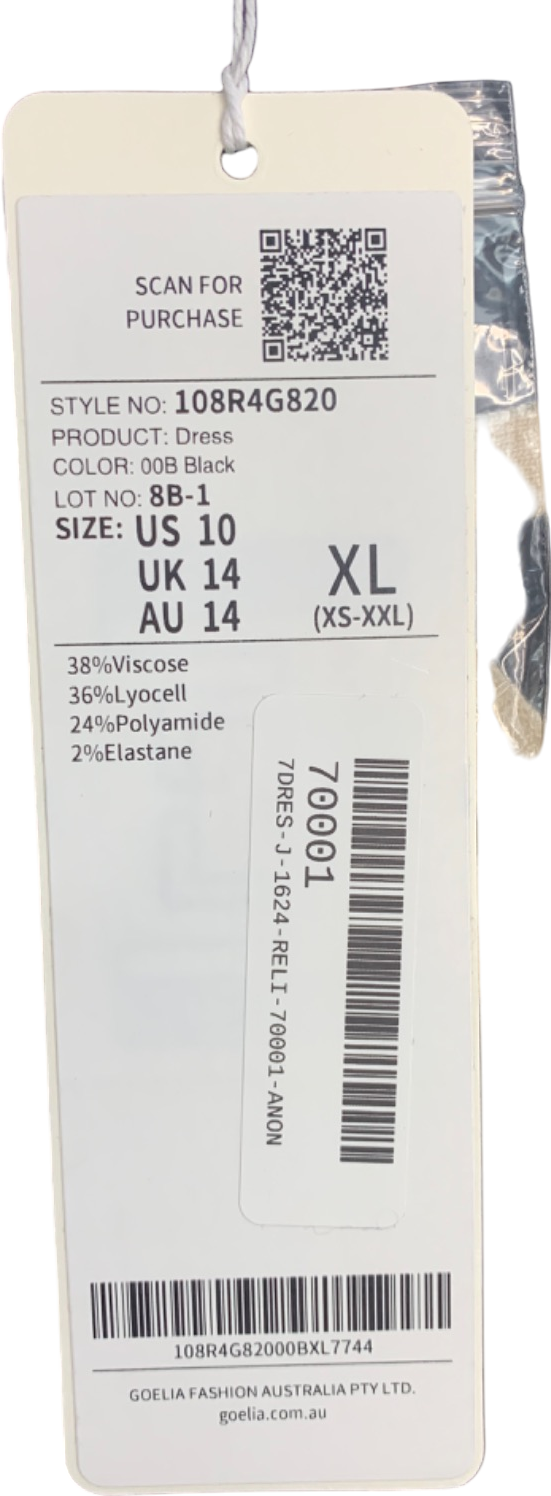 SCAN FOR
PURCHASE
STYLE NO: 108R4G820
PRODUCT: Dress
COLOR: 00B Black
LOT NO: 8B-1
SIZE: US 10
UK 14
AU 14
XL
(XS-XXL)
38%Viscose
36%Lyocell
24%Polyamide
2%Elastane
70001
7DRES-J-1624-RELI-70001-ANON
108R4G82000BXL7744
GOELIA FASHION AUSTRALIA PTY LTD.
goelia.com.au